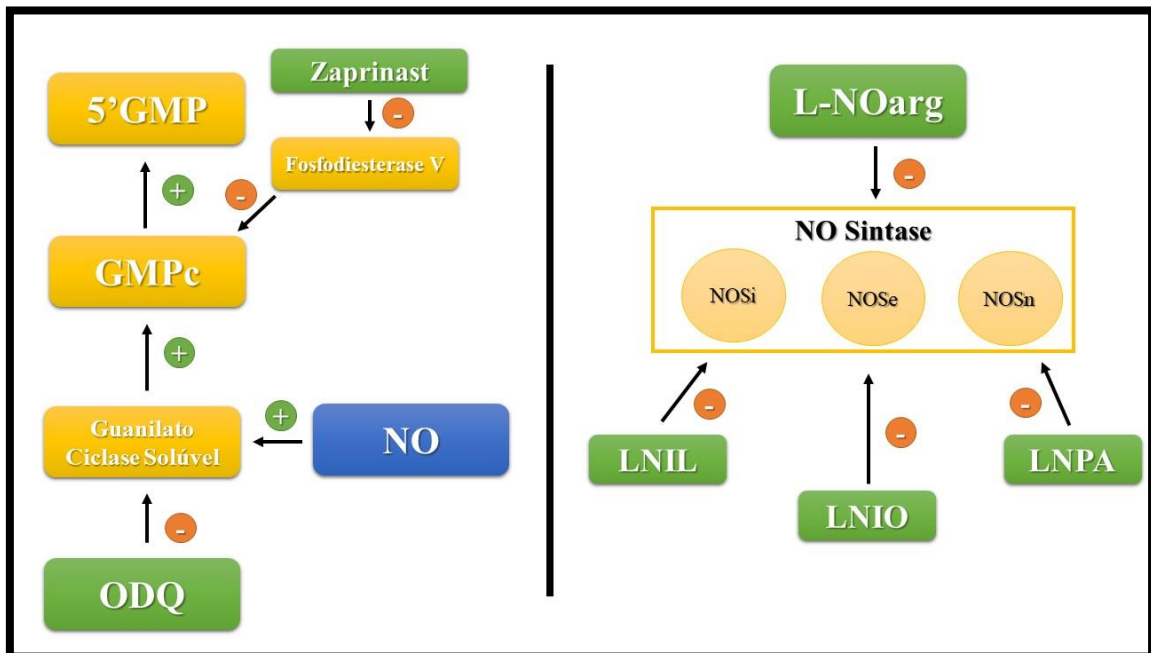 Zaprinast
-
5’GMP
Fosfodiesterase V
+
-
GMPc
+
Guanilato
Ciclase Solúvel
+
NO
-
ODQ
L-NOarg
-
NO Sintase
NOSi
NOSe
NOSn
-
-
-
LNIL
LNIO
LNPA